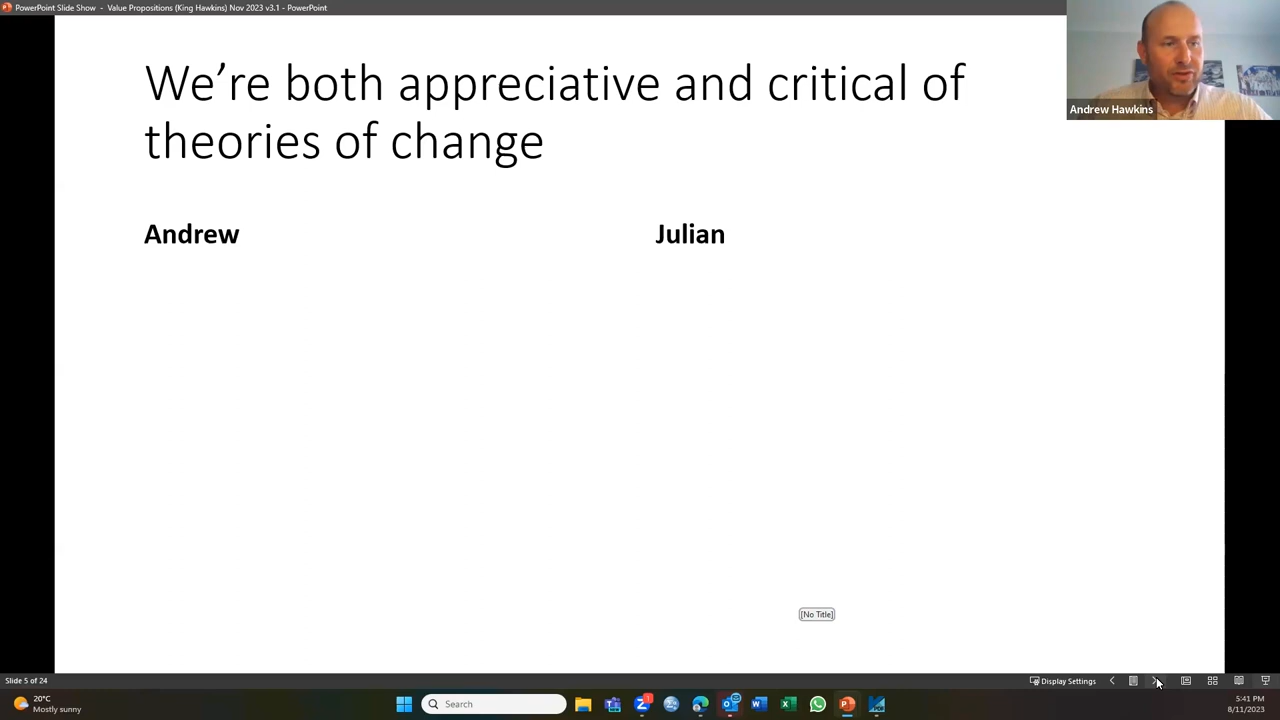 PowerPoint Slide Show - Value Propositions (King Hawkins) Nov 2023 v3.1 - PowerPoint
We're both appreciative and critical of
theories of change
Andrew Hawkins
Andrew
Julian
[No Title]
Slide 5 of 24
Display Settings
20°C
Mostly sunny
Search
1
5:41 PM
8/11/2023